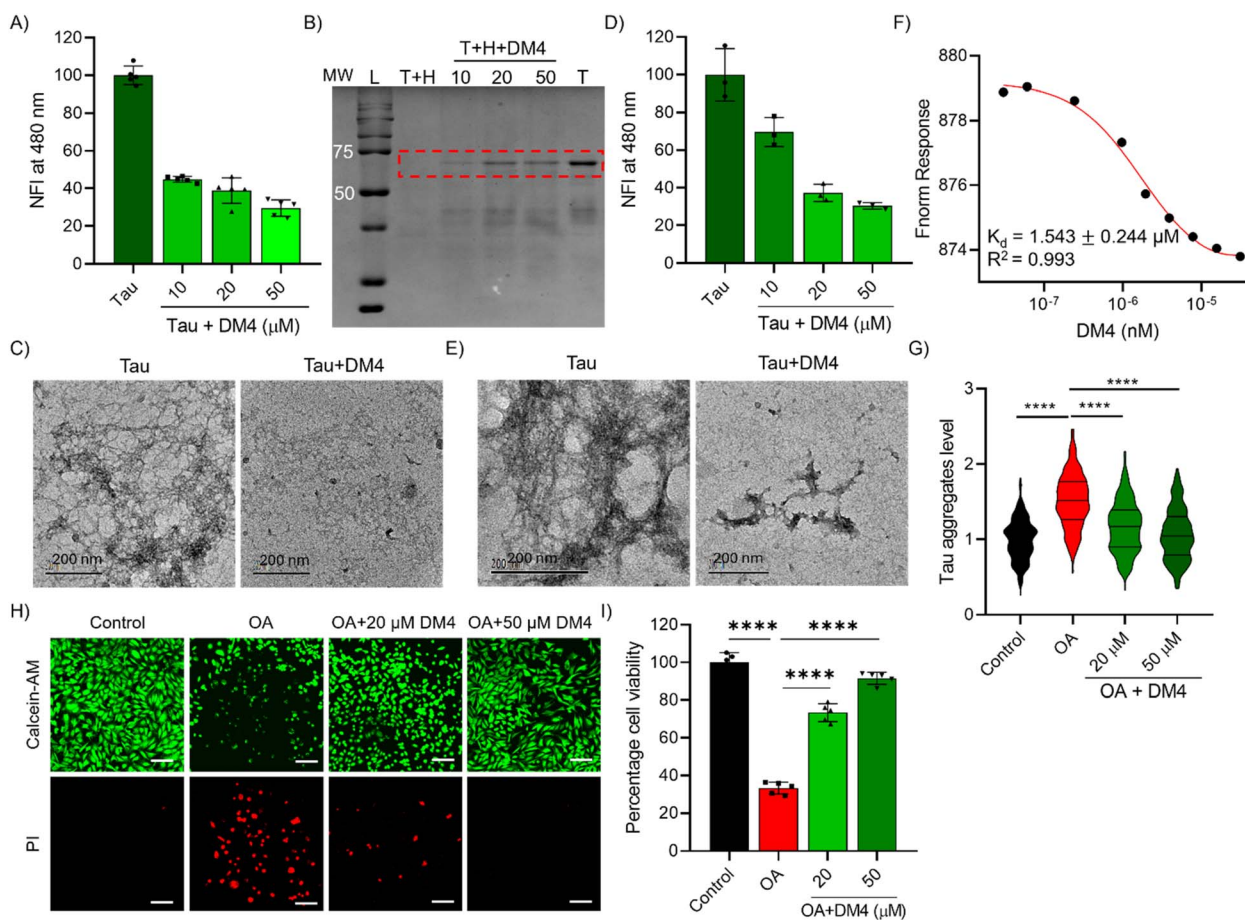 A)
NFI at 480 nm
120
100
80
60
40
20
0
Tau
10
20
50
Tau + DM4 (μM)
B)
T+H+DM4
MW
L
T+H
10
20
50
T
75
50
D)
NFI at 480 nm
120
100
80
60
40
20
0
Tau
10
20
50
Tau + DM4 (μM)
F)
Fnorm Response
880
878
876
874
Kd = 1.543 ± 0.244 μM
R² = 0.993
10⁻⁷
10⁻⁶
10⁻⁵
DM4 (nM)
C)
Tau
Tau+DM4
200 nm
200 nm
E)
Tau
Tau+DM4
200 nm
200 nm
G)
Tau aggregates level
3
2
1
0
****
****
****
Control
OA
20 μM
50 μM
OA + DM4
H)
Control
OA
OA+20 μM DM4
OA+50 μM DM4
Calcein-AM
PI
I)
Percentage cell viability
120
100
80
60
40
20
0
****
****
****
Control
OA
20
50
OA+DM4 (μM)